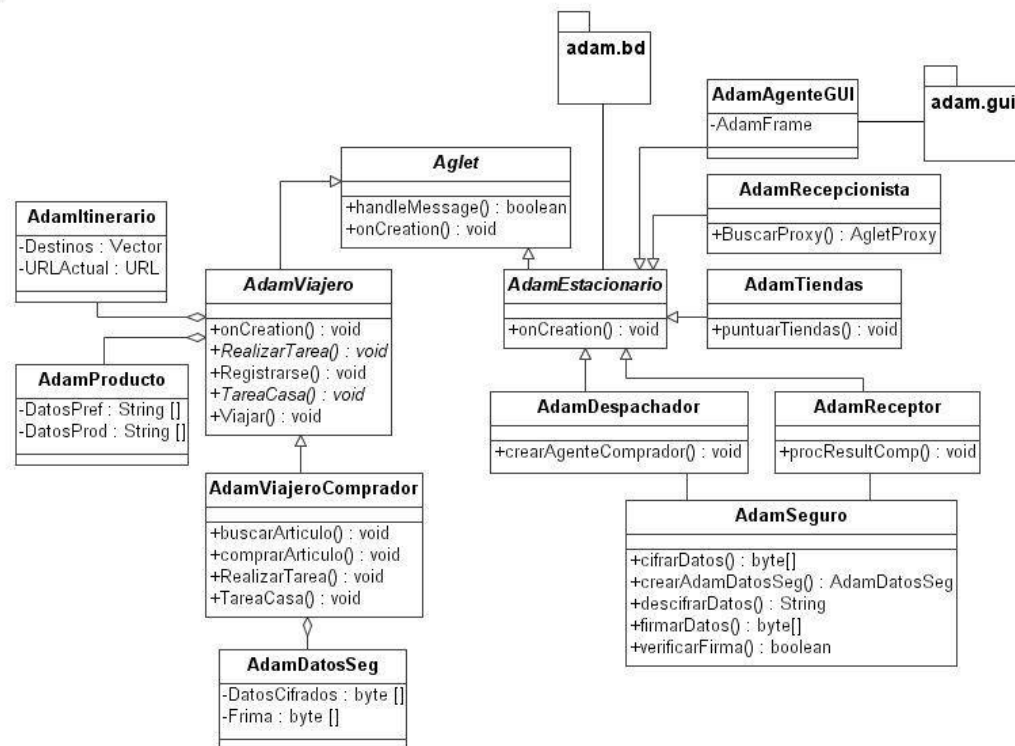 adam.bd
adam.gui
AdamAgenteGUI
-AdamFrame
Aglet
+handleMessage() : boolean
+onCreation() : void
AdamRecepcionista
+BuscarProxy() : AgletProxy
AdamItinerario
-Destinos : Vector
-URLActual : URL
AdamViajero
+onCreation() : void
+RealizarTarea() : void
+Registrarse() : void
+TareaCasa() : void
+Viajar() : void
AdamEstacionario
+onCreation() : void
AdamTiendas
+puntuarTiendas() : void
AdamProducto
-DatosPref : String []
-DatosProd : String []
AdamDespachador
+crearAgenteComprador() : void
AdamReceptor
+procResultComp() : void
AdamViajeroComprador
+buscarArticulo() : void
+comprarArticulo() : void
+RealizarTarea() : void
+TareaCasa() : void
AdamSeguro
+cifrarDatos() : byte[]
+crearAdamDatosSeg() : AdamDatosSeg
+descifrarDatos() : String
+firmarDatos() : byte[]
+verificarFirma() : boolean
AdamDatosSeg
-DatosCifrados : byte []
-Frima : byte []